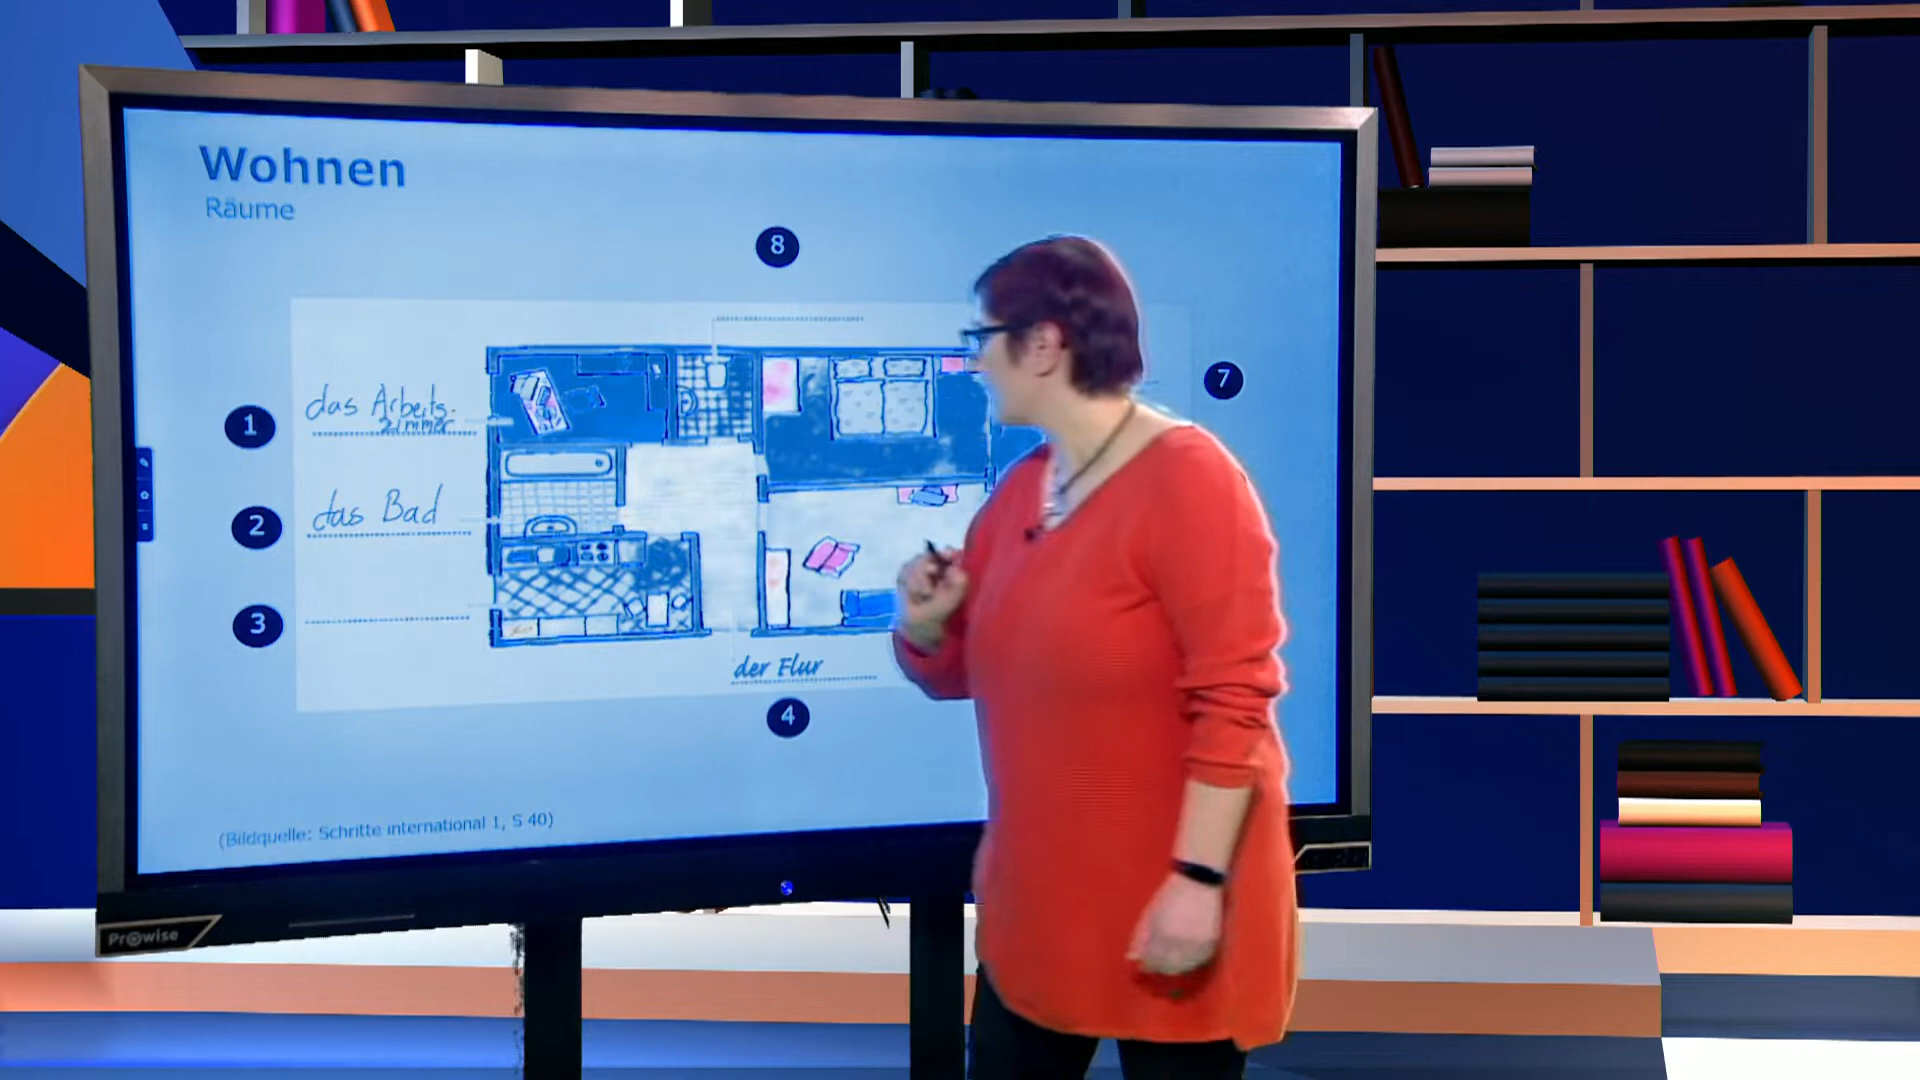 Wohnen
Räume
8
7
1
das Arbeits-
zimmer
2
das Bad
3
der Flur
4
(Bildquelle: Schritte international 1, S 40)
Prowise